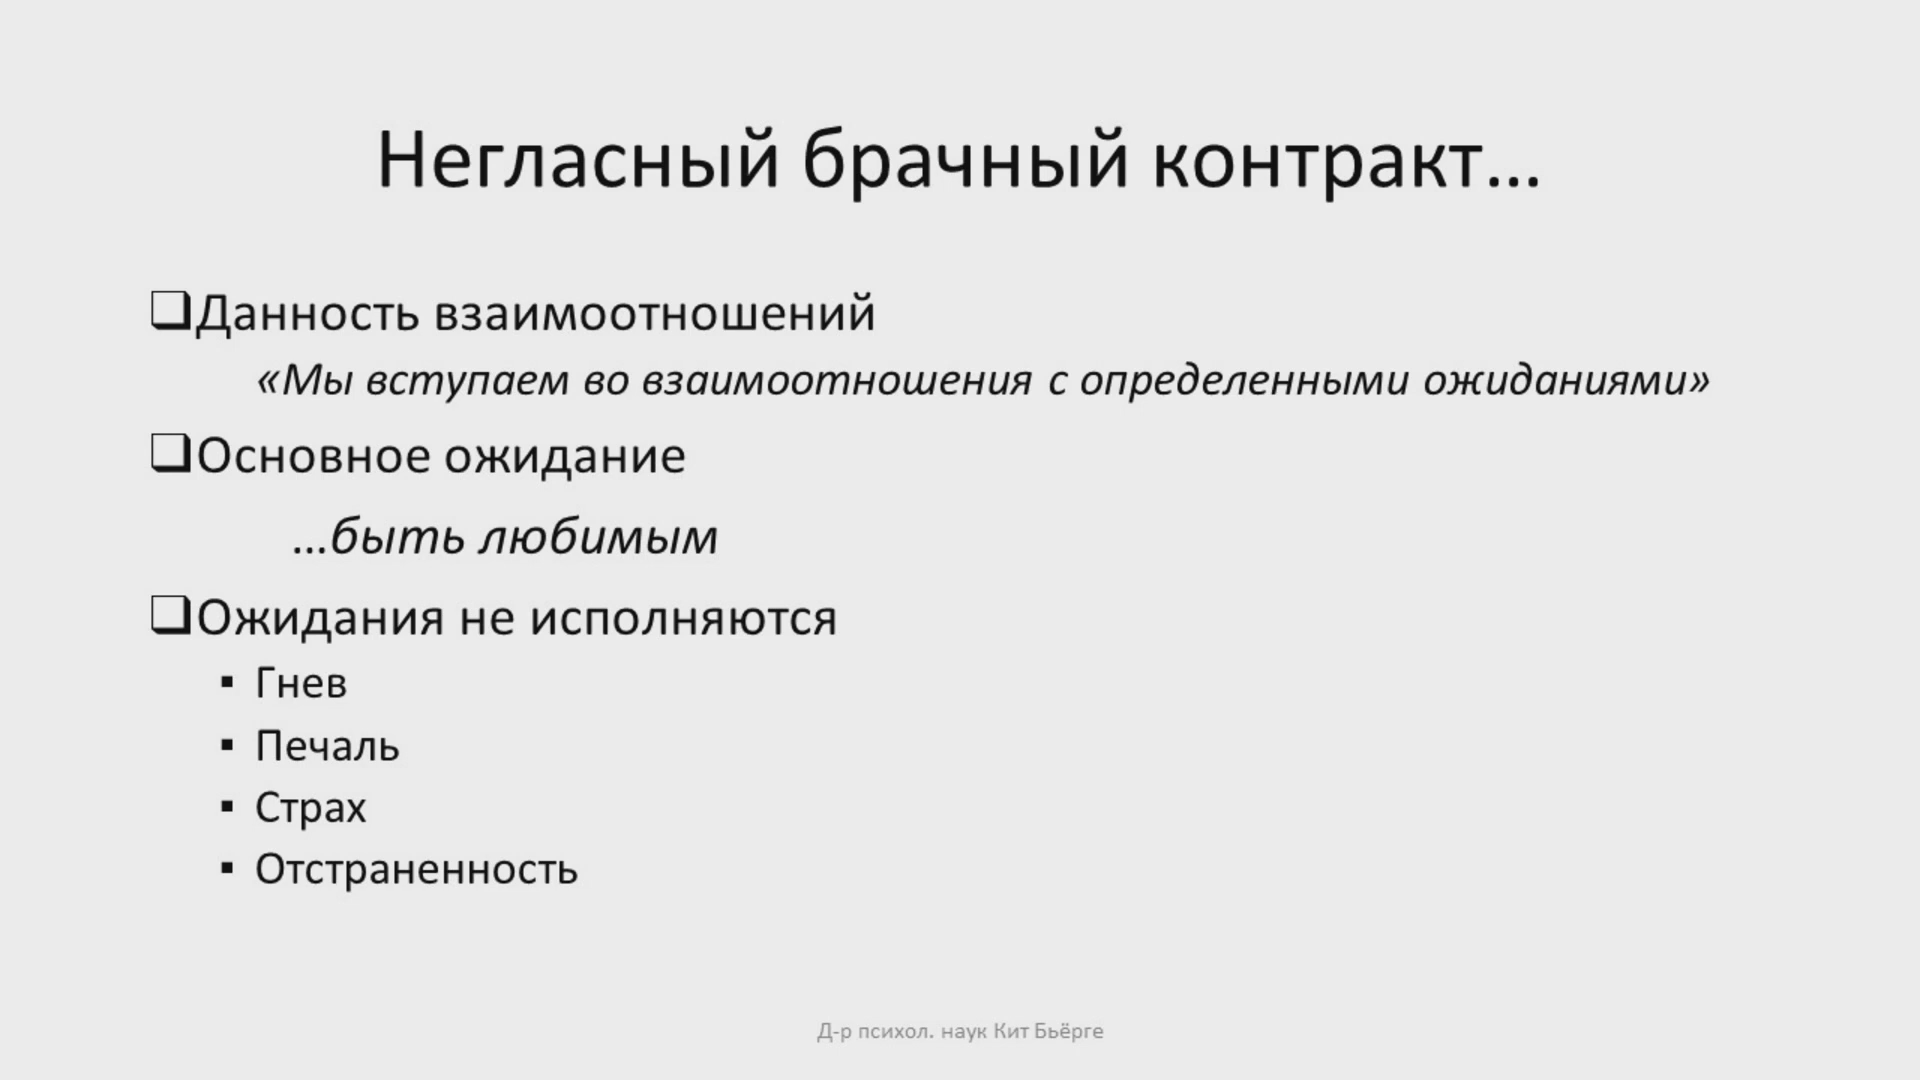 Негласный брачный контракт...
❑Данность взаимоотношений
«Мы вступаем во взаимоотношения с определенными ожиданиями»
❑Основное ожидание
...быть любимым
❑Ожидания не исполняются
▪ Гнев
▪ Печаль
▪ Страх
▪ Отстраненность
Д-р психол. наук Кит Бьёрге